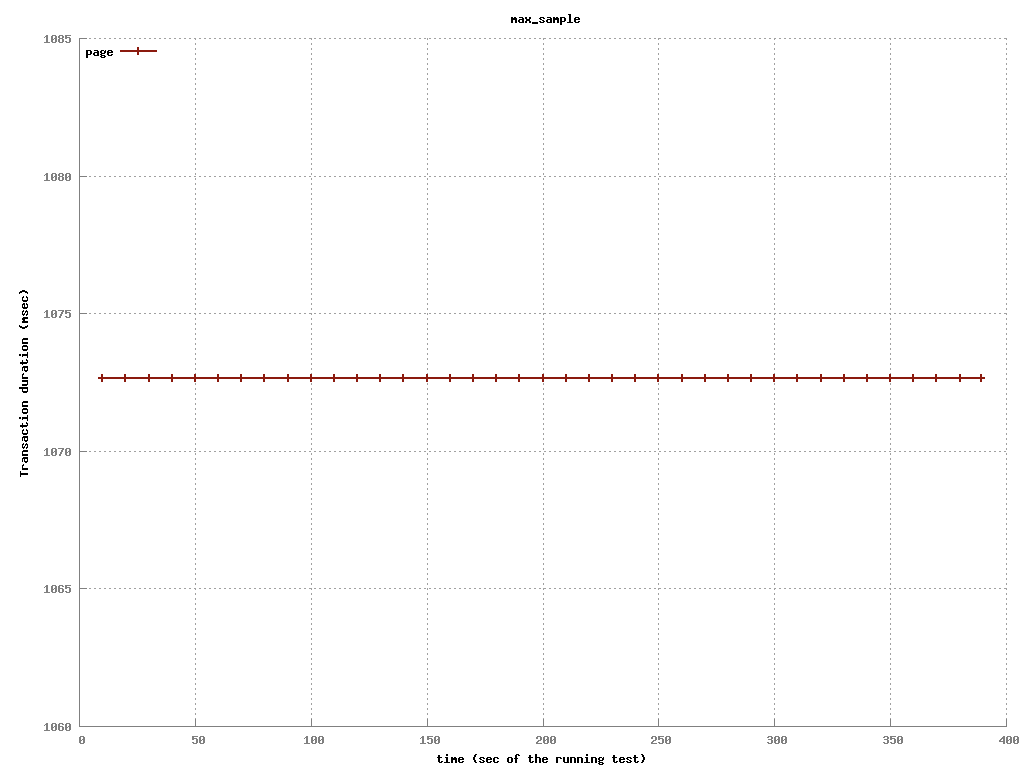 max_sample
page
1085
1080
1075
1070
1065
1060
Transaction duration (msec)
0 50 100 150 200 250 300 350 400
time (sec of the running test)